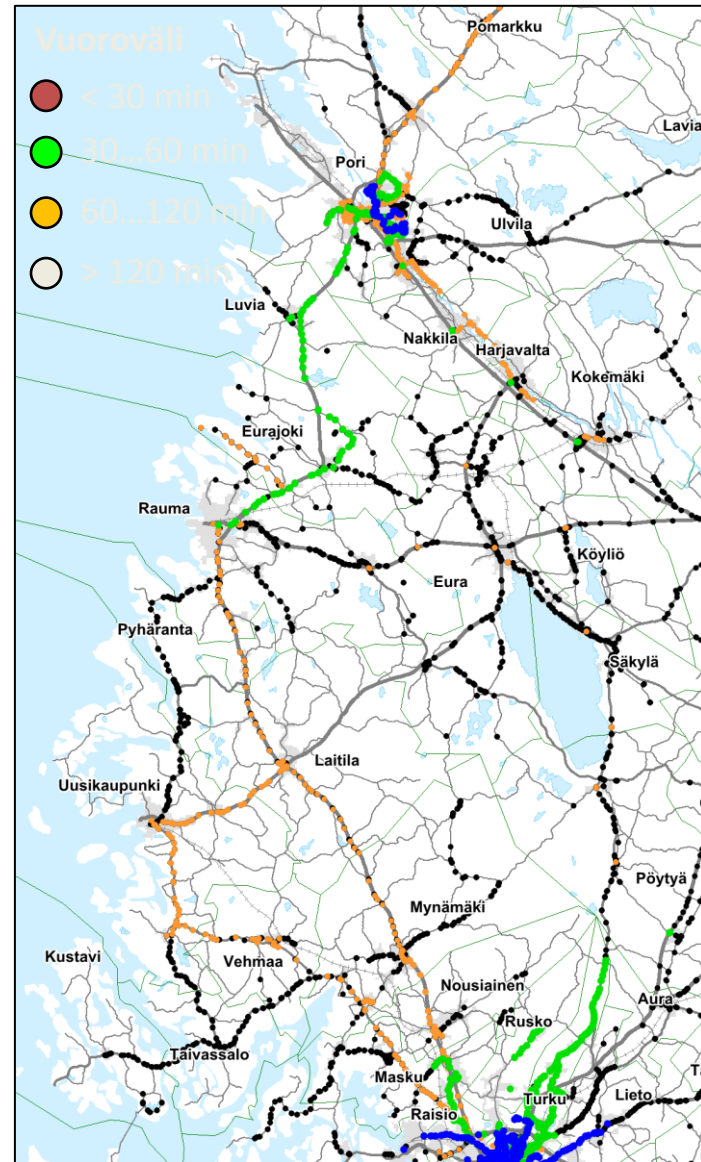 Vuoroväli
< 30 min
30...60 min
60...120 min
> 120 min
Pomarkku
Lavia
Pori
Ulvila
Luvia
Nakkila
Harjavalta
Kokemäki
Eurajoki
Rauma
Köyliö
Eura
Pyhäranta
Säkylä
Laitila
Uusikaupunki
Pöytyä
Mynämäki
Kustavi
Vehmaa
Nousiainen
Aura
Rusko
Taivassalo
Masku
Lieto
Turku
Raisio